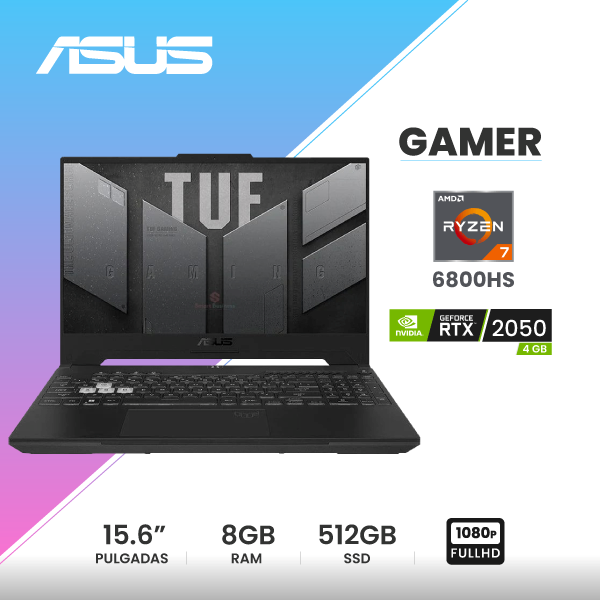 ASUS
GAMER
AMD
RYZEN
7
6800HS
NVIDIA
GEFORCE
RTX
2050
4 GB
TUF
GAMING
ASUS
15.6”
PULGADAS
8GB
RAM
512GB
SSD
1080p
FULLHD